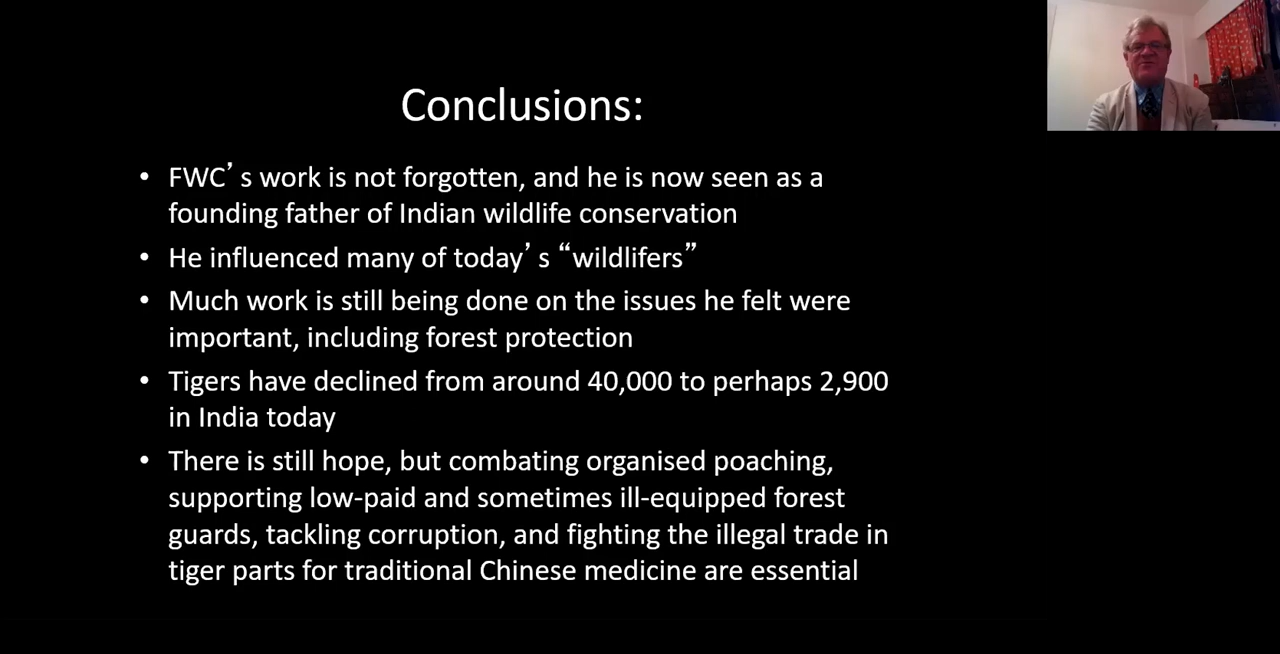 Conclusions:
• FWC’s work is not forgotten, and he is now seen as a
founding father of Indian wildlife conservation
• He influenced many of today’s “wildlifers”
• Much work is still being done on the issues he felt were
important, including forest protection
• Tigers have declined from around 40,000 to perhaps 2,900
in India today
• There is still hope, but combating organised poaching,
supporting low-paid and sometimes ill-equipped forest
guards, tackling corruption, and fighting the illegal trade in
tiger parts for traditional Chinese medicine are essential